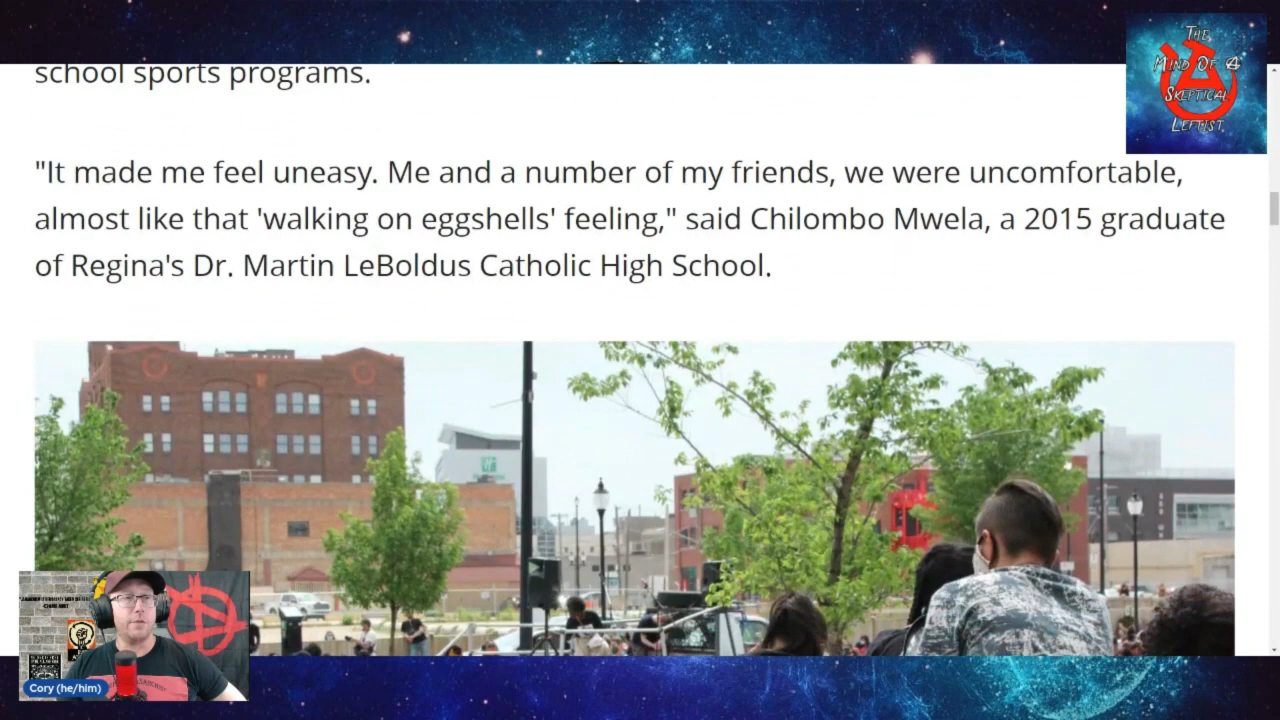 school sports programs.
The
Mind Of A
Skeptical
Leftist
"It made me feel uneasy. Me and a number of my friends, we were uncomfortable,
almost like that 'walking on eggshells' feeling," said Chilombo Mwela, a 2015 graduate
of Regina's Dr. Martin LeBoldus Catholic High School.
Cory (he/him)